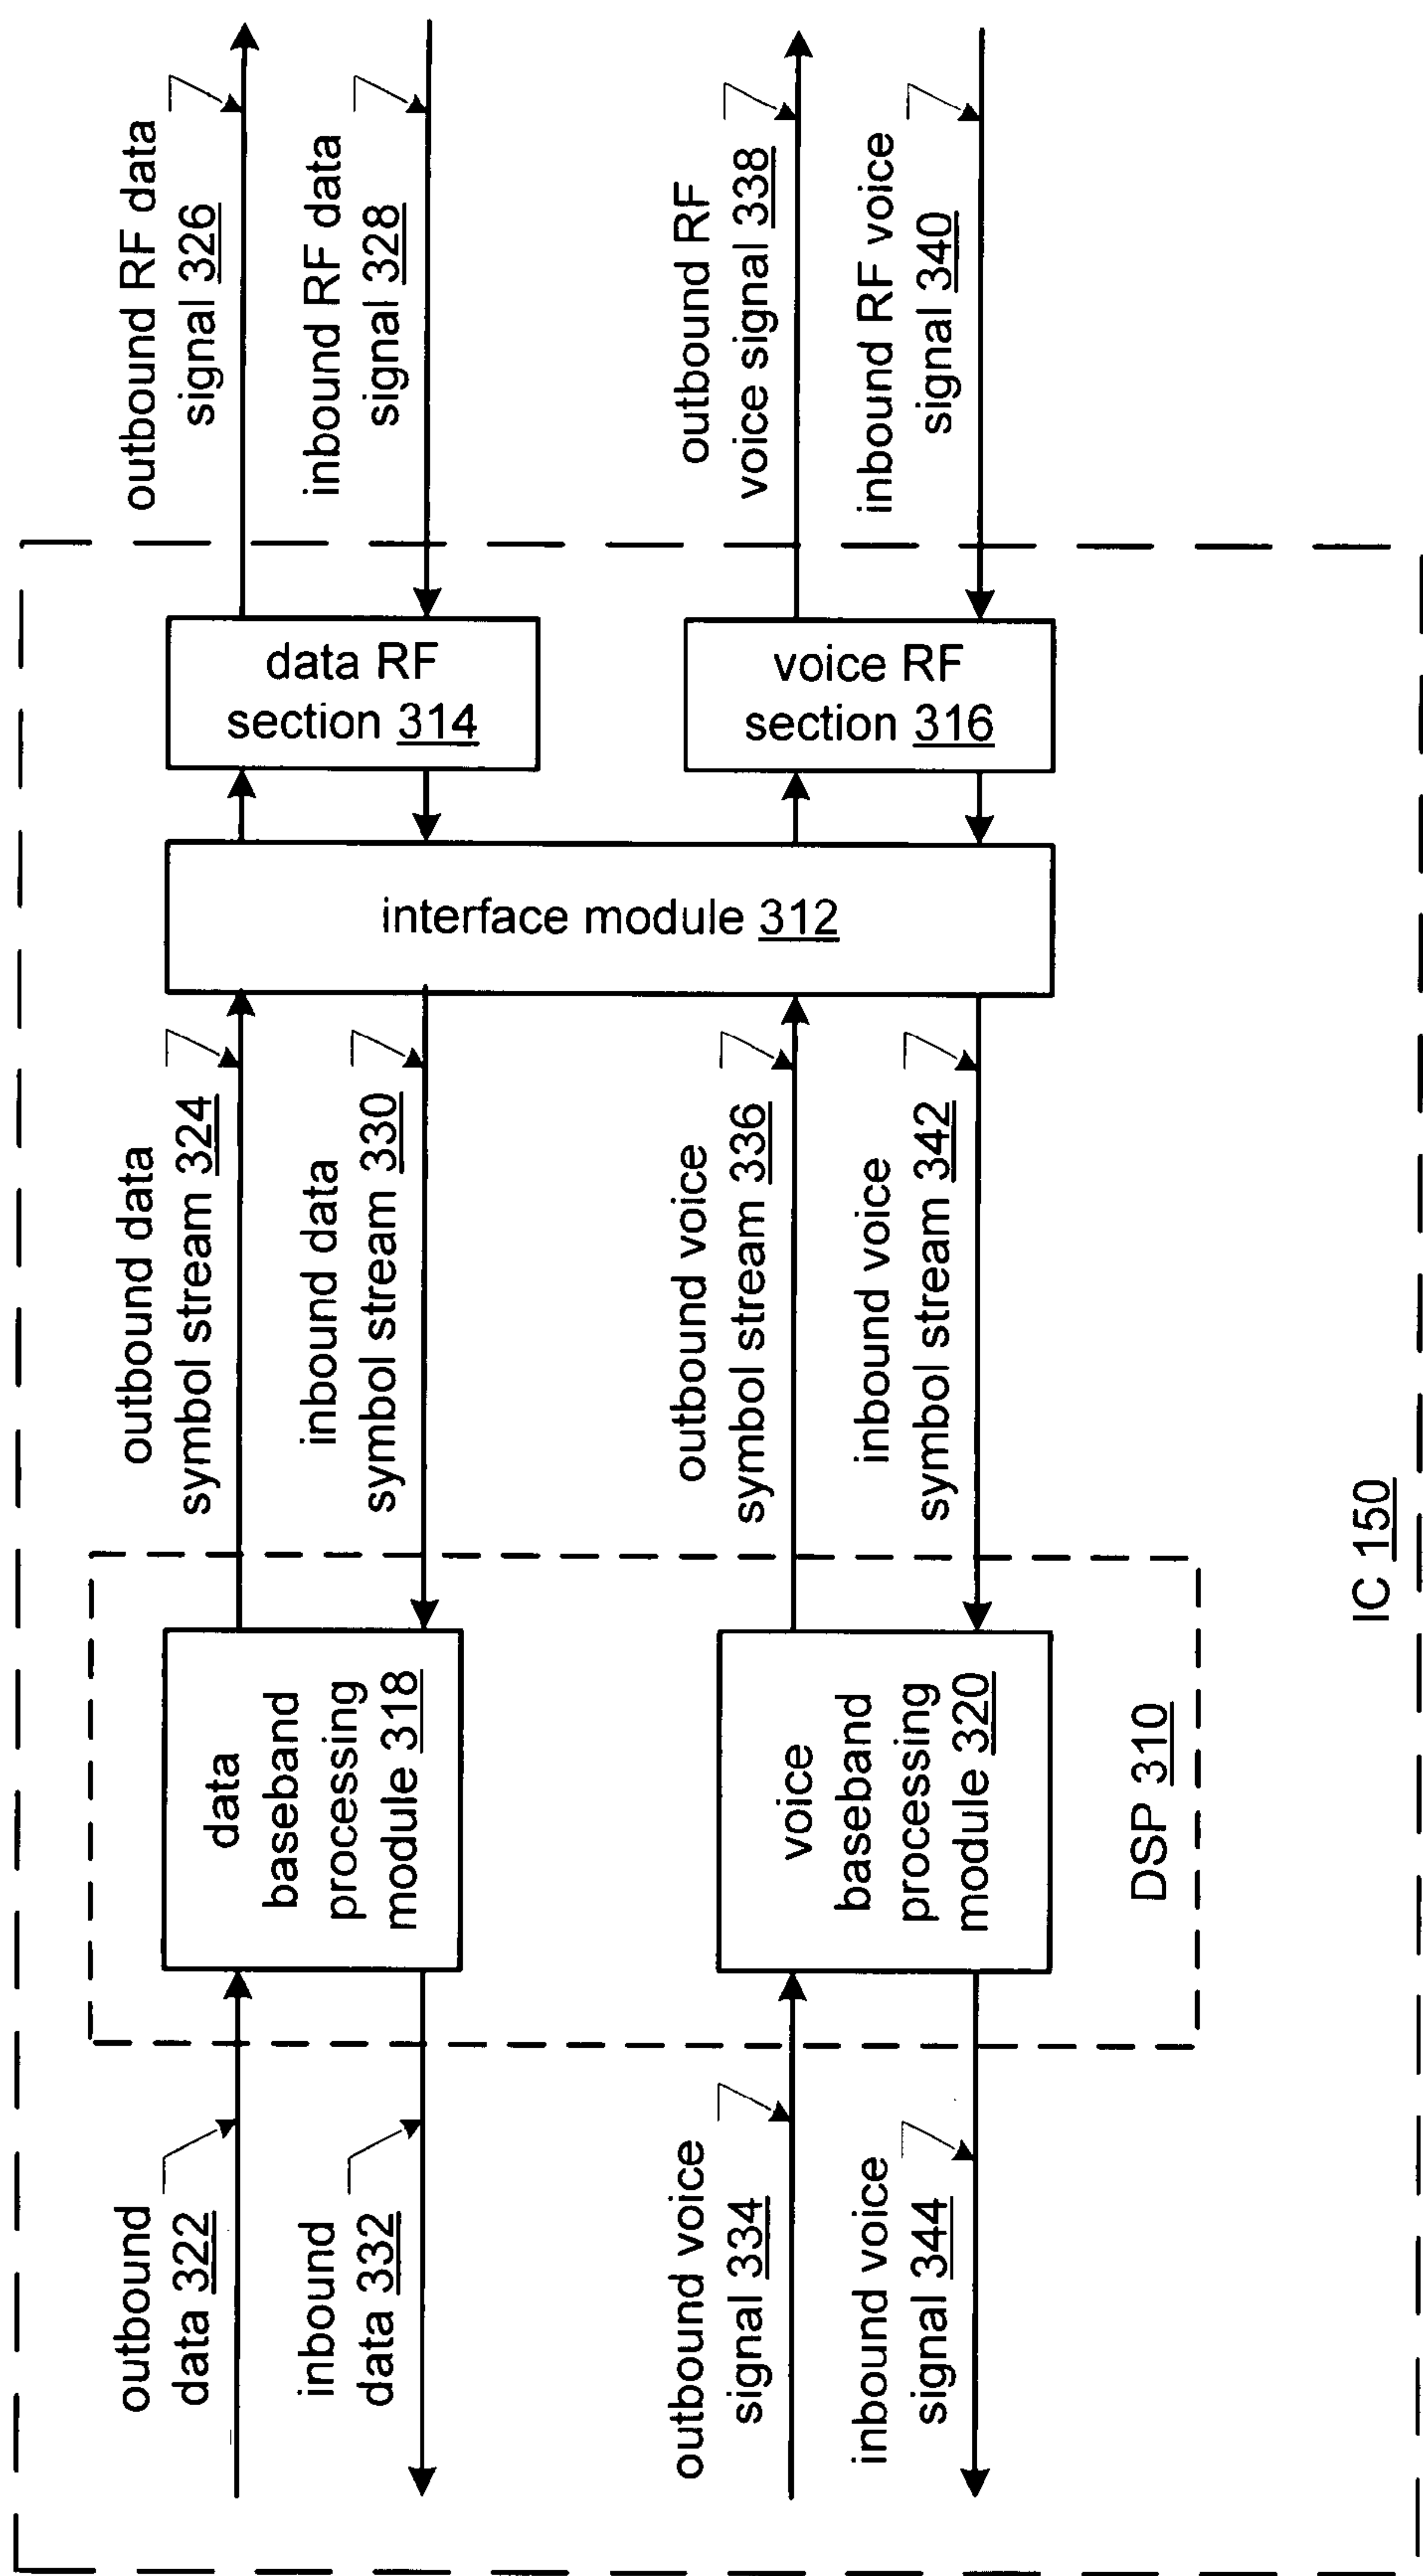 outbound
data 322
inbound
data 332
outbound voice
signal 334
inbound voice
signal 344
data
baseband
processing
module 318
voice
baseband
processing
module 320
DSP 310
outbound data
symbol stream 324
inbound data
symbol stream 330
outbound voice
symbol stream 336
inbound voice
symbol stream 342
interface module 312
data RF
section 314
voice RF
section 316
outbound RF data
signal 326
inbound RF data
signal 328
outbound RF
voice signal 338
inbound RF voice
signal 340
IC 150